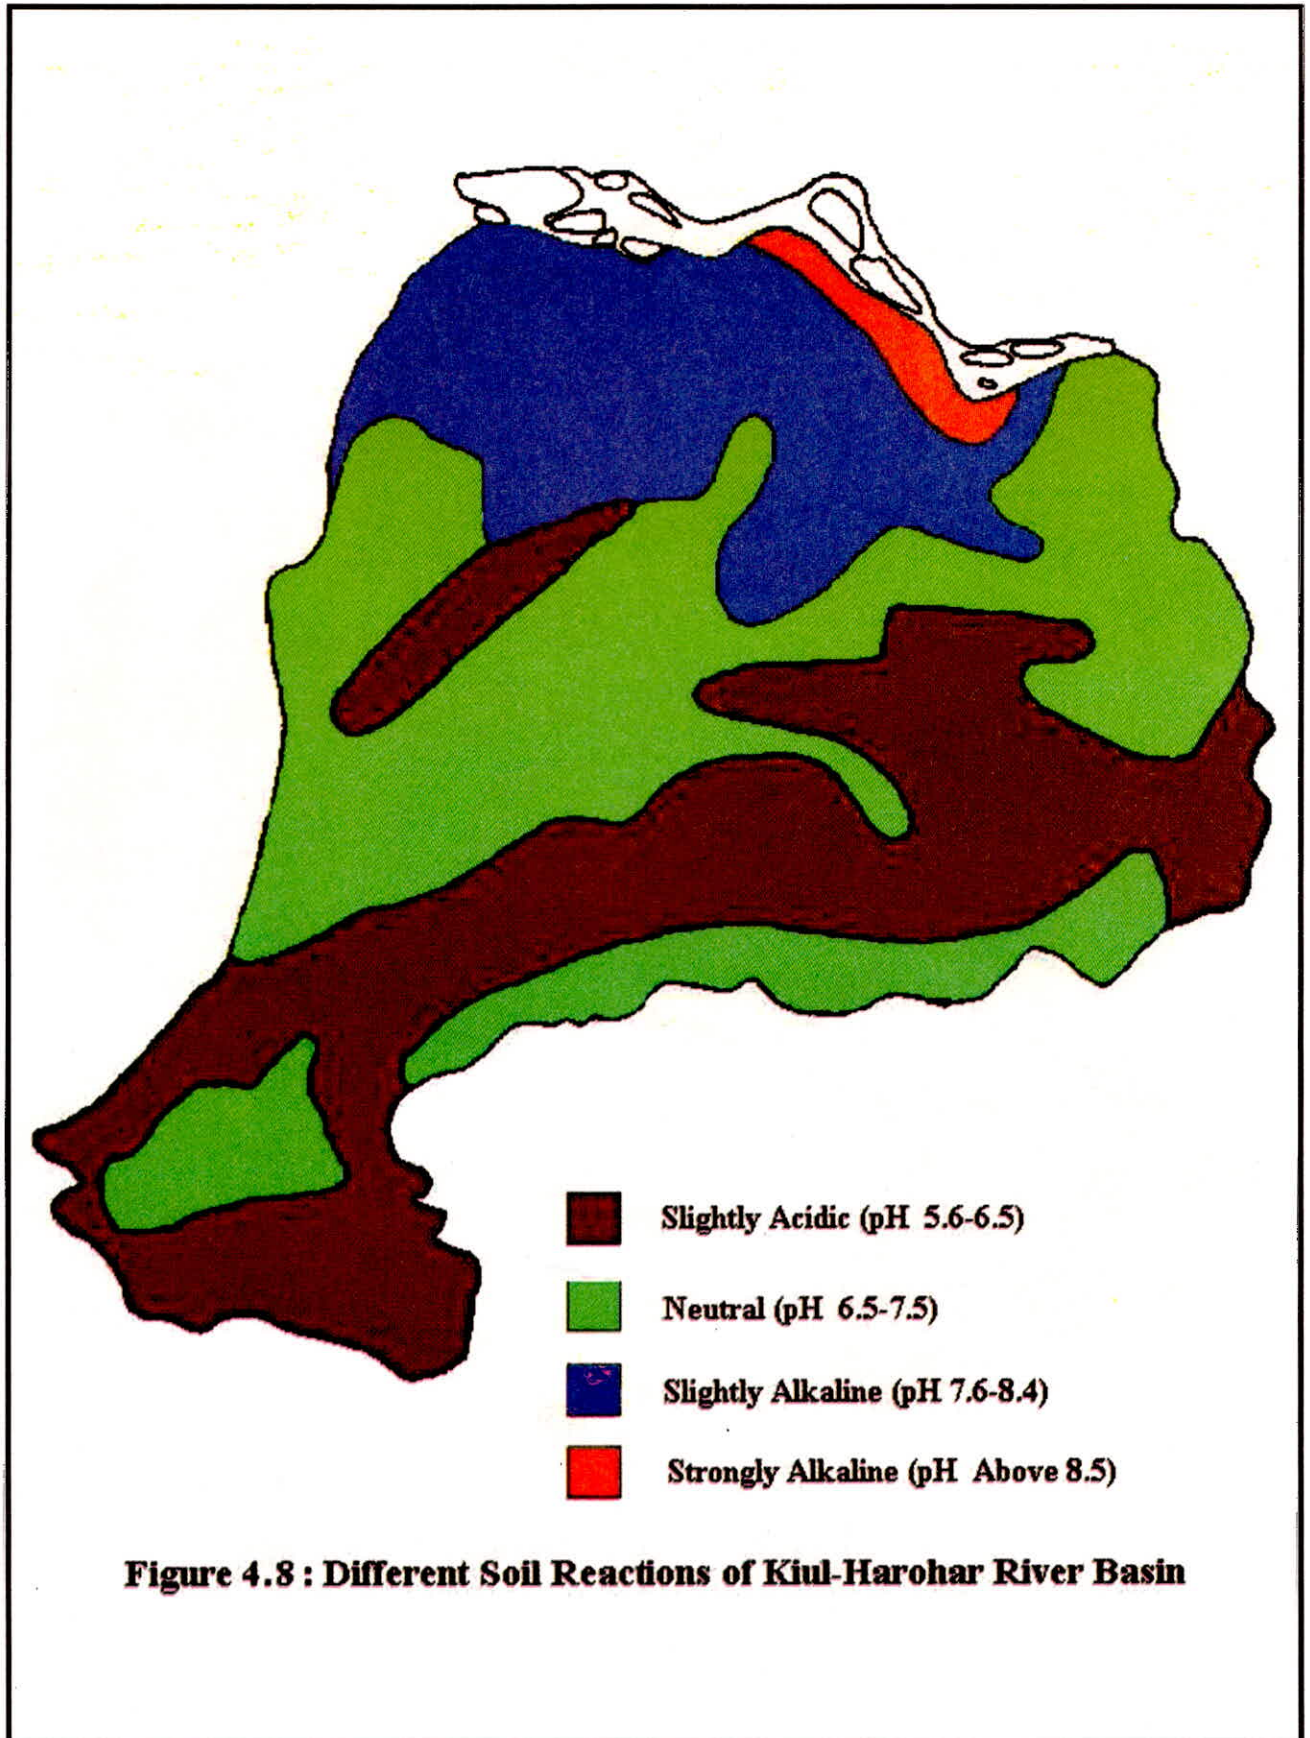 Slightly Acidic (pH 5.6-6.5)
Neutral (pH 6.5-7.5)
Slightly Alkaline (pH 7.6-8.4)
Strongly Alkaline (pH Above 8.5)
Figure 4.8 : Different Soil Reactions of Kiul-Harohar River Basin